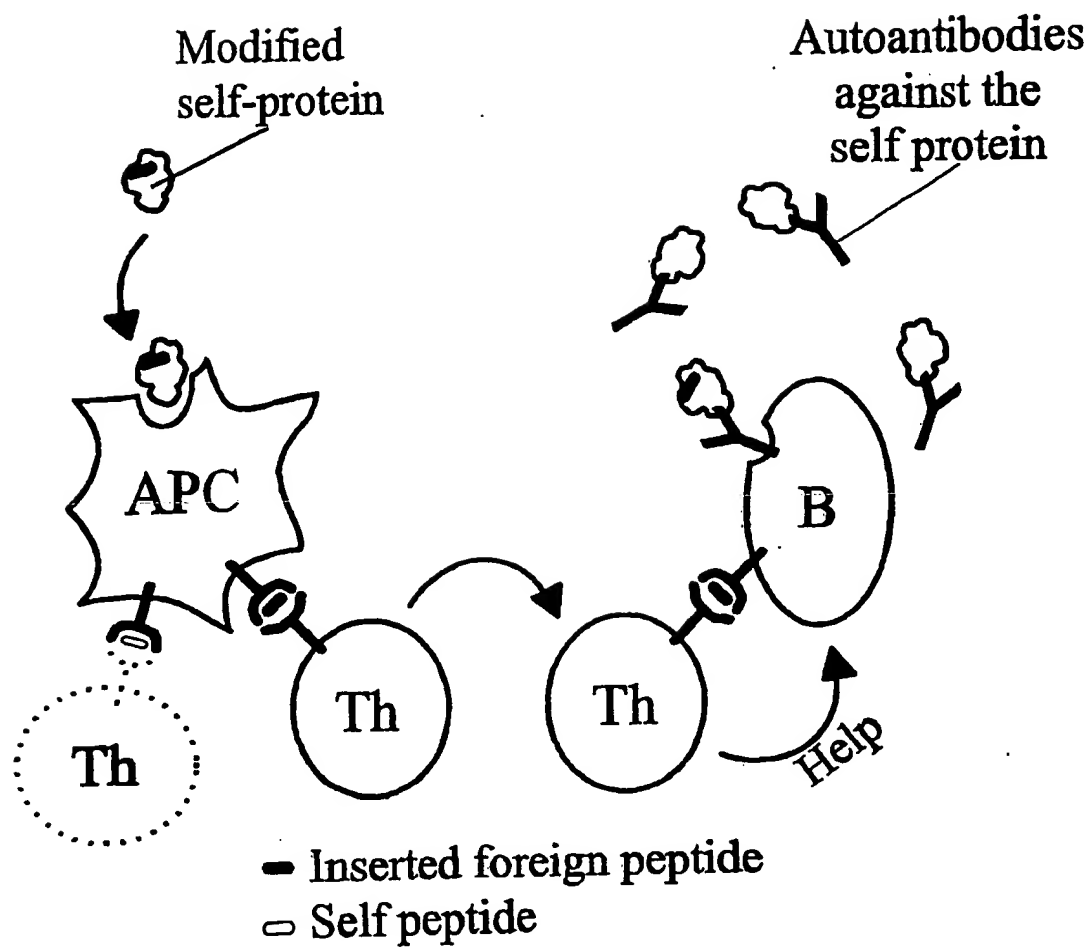 Modified
self-protein
Autoantibodies
against the
self protein
APC
B
Th
Th
Th
Help
Inserted foreign peptide
Self peptide